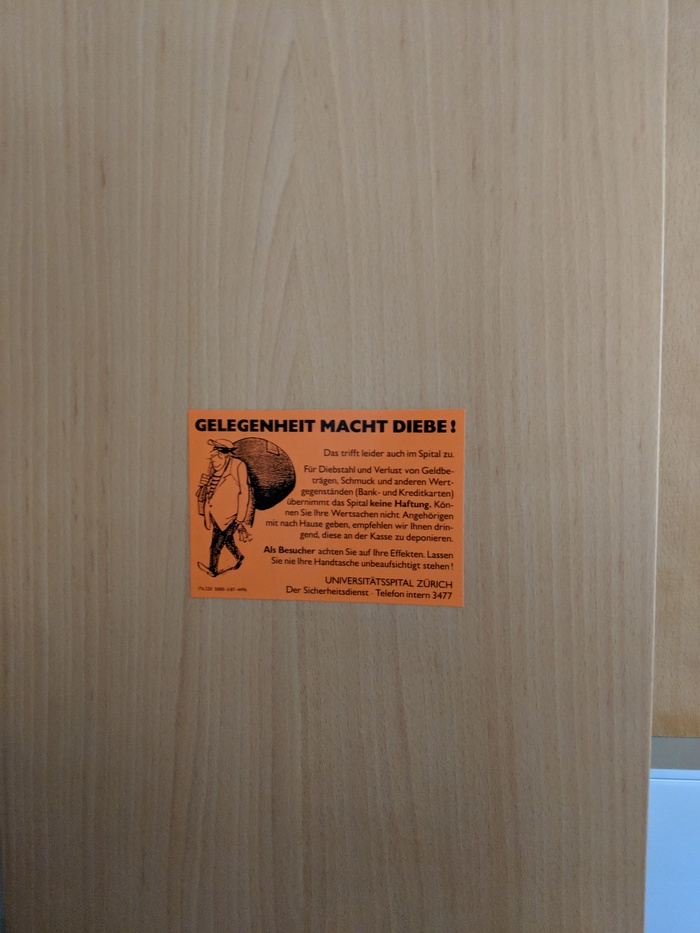 GELEGENHEIT MACHT DIEBE!
Das trifft leider auch im Spital zu.
Für Diebstahl und Verlust von Geldbe-
trägen, Schmuck und anderen Wert-
gegenständen (Bank- und Kreditkarten)
übernimmt das Spital keine Haftung. Kön-
nen Sie Ihre Wertsachen nicht Angehörigen
mit nach Hause geben, empfehlen wir Ihnen drin-
gend, diese an der Kasse zu deponieren.
Als Besucher achten Sie auf Ihre Effekten. Lassen
Sie nie Ihre Handtasche unbeaufsichtigt stehen!
UNIVERSITÄTSSPITAL ZÜRICH
Der Sicherheitsdienst · Telefon intern 3477